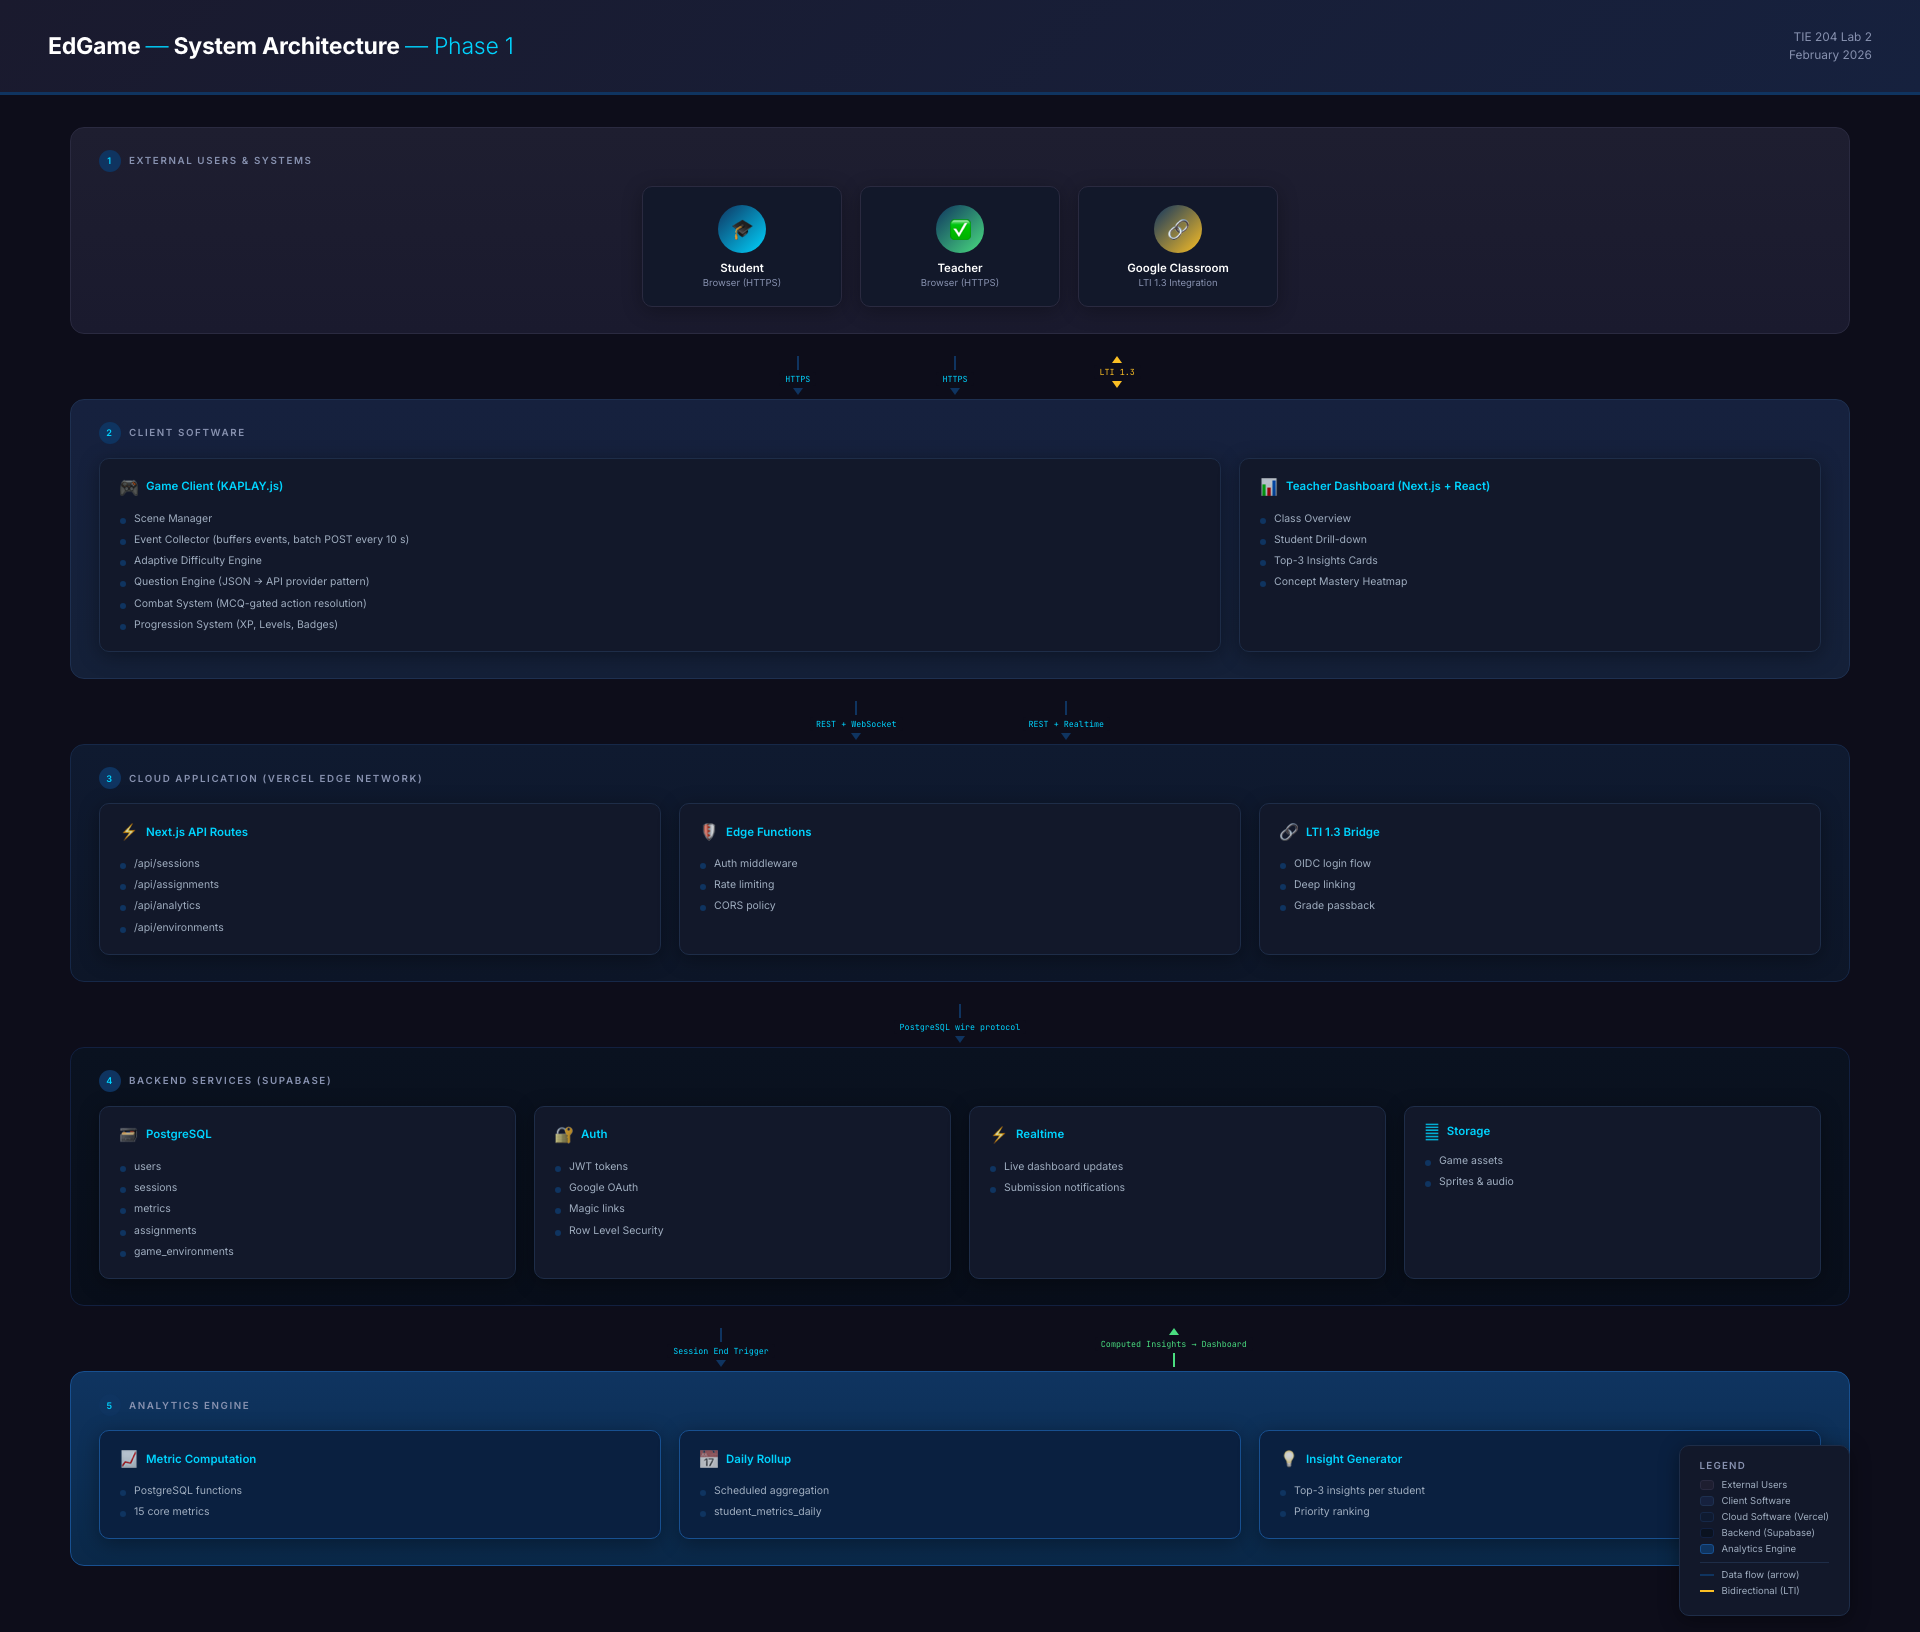 EdGame — System Architecture — Phase 1
TIE 204 Lab 2
February 2026
1 EXTERNAL USERS & SYSTEMS
Student
Browser (HTTPS)
Teacher
Browser (HTTPS)
Google Classroom
LTI 1.3 Integration
HTTPS
HTTPS
LTI 1.3
2 CLIENT SOFTWARE
Game Client (KAPLAY.js)
Scene Manager
Event Collector (buffers events, batch POST every 10 s)
Adaptive Difficulty Engine
Question Engine (JSON → API provider pattern)
Combat System (MCQ-gated action resolution)
Progression System (XP, Levels, Badges)
Teacher Dashboard (Next.js + React)
Class Overview
Student Drill-down
Top-3 Insights Cards
Concept Mastery Heatmap
REST + WebSocket
REST + Realtime
3 CLOUD APPLICATION (VERCEL EDGE NETWORK)
Next.js API Routes
/api/sessions
/api/assignments
/api/analytics
/api/environments
Edge Functions
Auth middleware
Rate limiting
CORS policy
LTI 1.3 Bridge
OIDC login flow
Deep linking
Grade passback
PostgreSQL wire protocol
4 BACKEND SERVICES (SUPABASE)
PostgreSQL
users
sessions
metrics
assignments
game_environments
Auth
JWT tokens
Google OAuth
Magic links
Row Level Security
Realtime
Live dashboard updates
Submission notifications
Storage
Game assets
Sprites & audio
Session End Trigger
Computed Insights → Dashboard
5 ANALYTICS ENGINE
Metric Computation
PostgreSQL functions
15 core metrics
Daily Rollup
Scheduled aggregation
student_metrics_daily
Insight Generator
Top-3 insights per student
Priority ranking
LEGEND
External Users
Client Software
Cloud Software (Vercel)
Backend (Supabase)
Analytics Engine
Data flow (arrow)
Bidirectional (LTI)